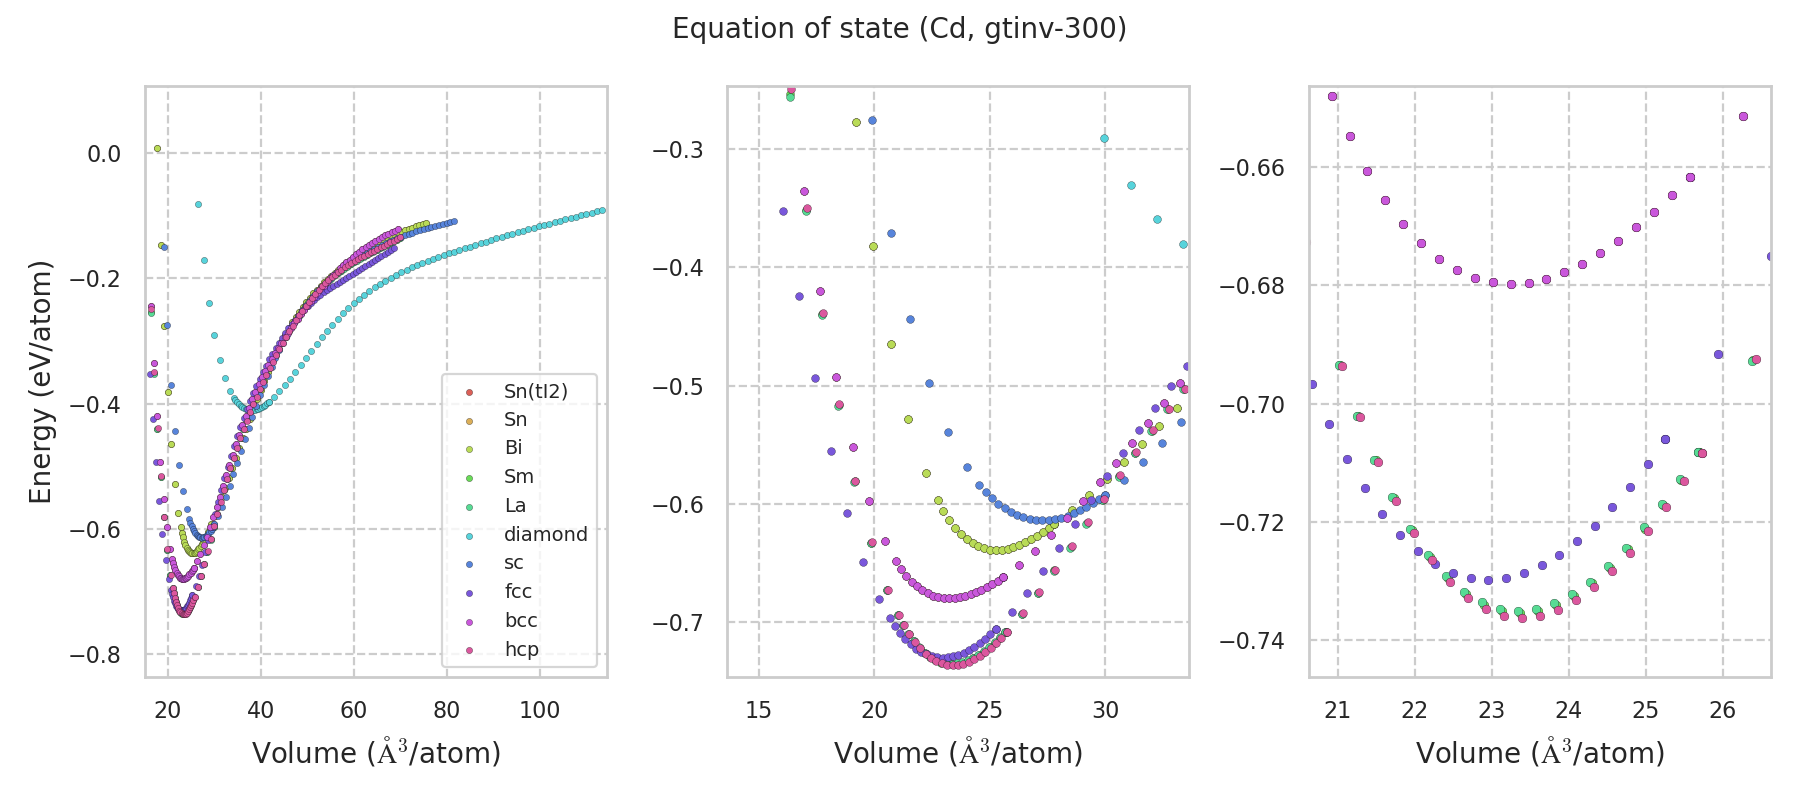 Equation of state (Cd, gtinv-300)
Energy (eV/atom)
0.0
−0.2
−0.4
−0.6
−0.8
20 40 60 80 100
Volume (Å³/atom)
Sn(tI2)
Sn
Bi
Sm
La
diamond
sc
fcc
bcc
hcp
−0.3
−0.4
−0.5
−0.6
−0.7
15 20 25 30
Volume (Å³/atom)
−0.66
−0.68
−0.70
−0.72
−0.74
21 22 23 24 25 26
Volume (Å³/atom)